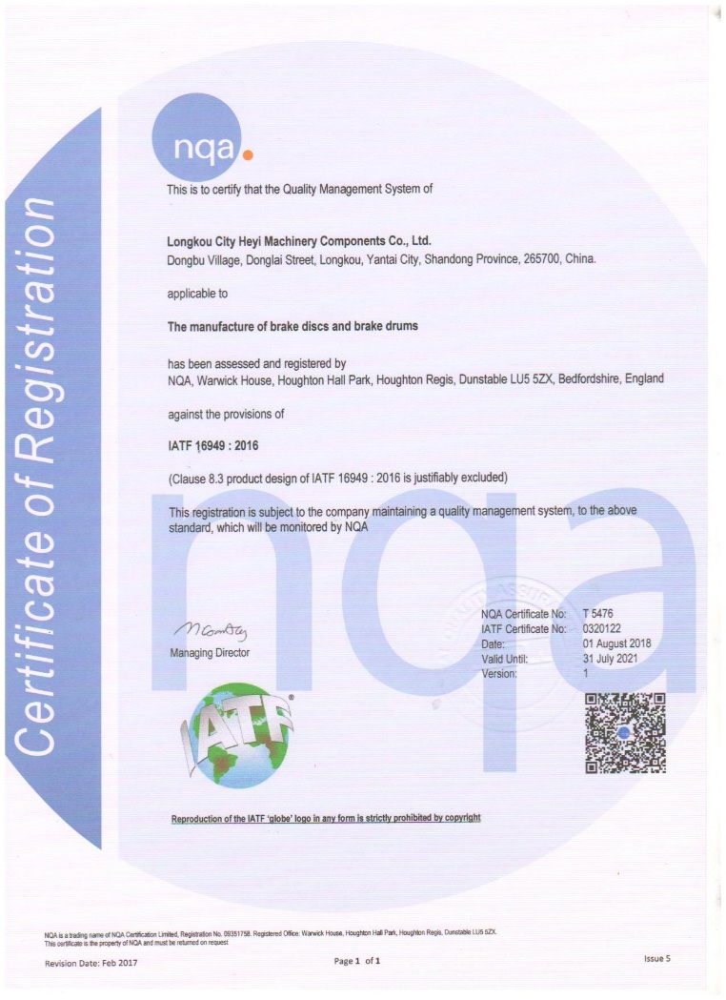 Certificate of Registration
nqa.
This is to certify that the Quality Management System of
Longkou City Heyi Machinery Components Co., Ltd.
Dongbu Village, Donglai Street, Longkou, Yantai City, Shandong Province, 265700, China.
applicable to
The manufacture of brake discs and brake drums
has been assessed and registered by
NQA, Warwick House, Houghton Hall Park, Houghton Regis, Dunstable LU5 5ZX, Bedfordshire, England
against the provisions of
IATF 16949 : 2016
(Clause 8.3 product design of IATF 16949 : 2016 is justifiably excluded)
nqa
This registration is subject to the company maintaining a quality management system, to the above
standard, which will be monitored by NQA
Managing Director
NQA Certificate No: T 5476
IATF Certificate No: 0320122
Date: 01 August 2018
Valid Until: 31 July 2021
Version: 1
IATF®
Reproduction of the IATF 'globe' logo in any form is strictly prohibited by copyright
NQA is a trading name of NQA Certification Limited, Registration No. 09351758. Registered Office: Warwick House, Houghton Hall Park, Houghton Regis, Dunstable LU5 5ZX.
This certificate is the property of NQA and must be returned on request
Revision Date: Feb 2017
Page 1 of 1
Issue 5